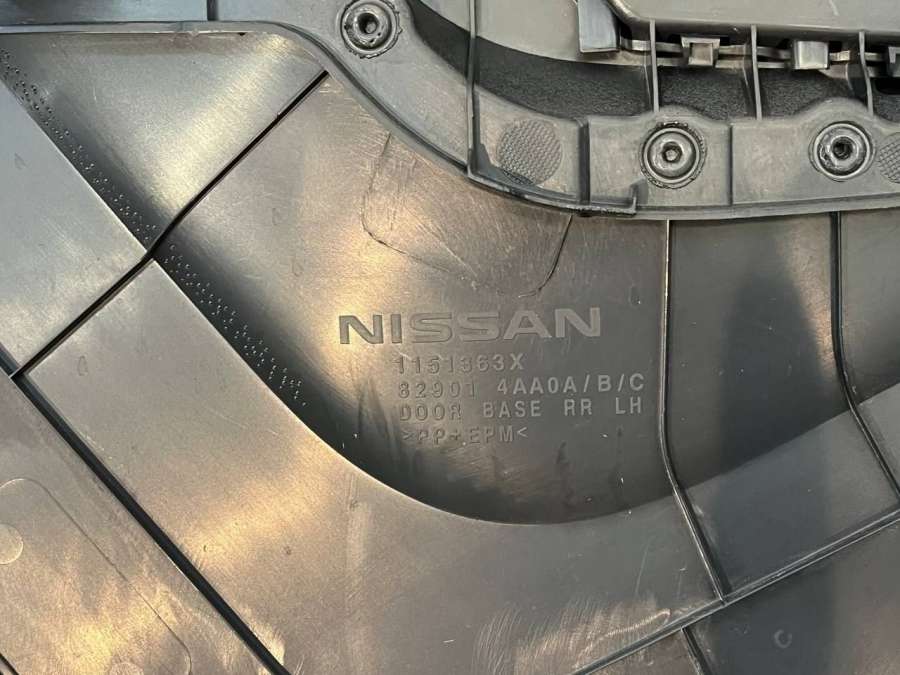 NISSAN
1151363X
82901 4AA0A/B/C
DOOR BASE RR LH
>PP+EPM<